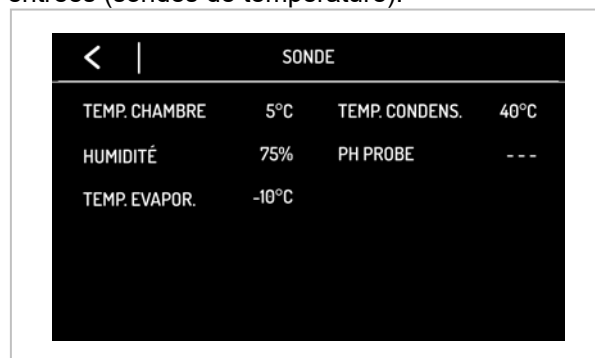 entrées (sondes de température).
SONDE
TEMP. CHAMBRE 5°C TEMP. CONDENS. 40°C
HUMIDITÉ 75% PH PROBE ---
TEMP. EVAPOR. -10°C